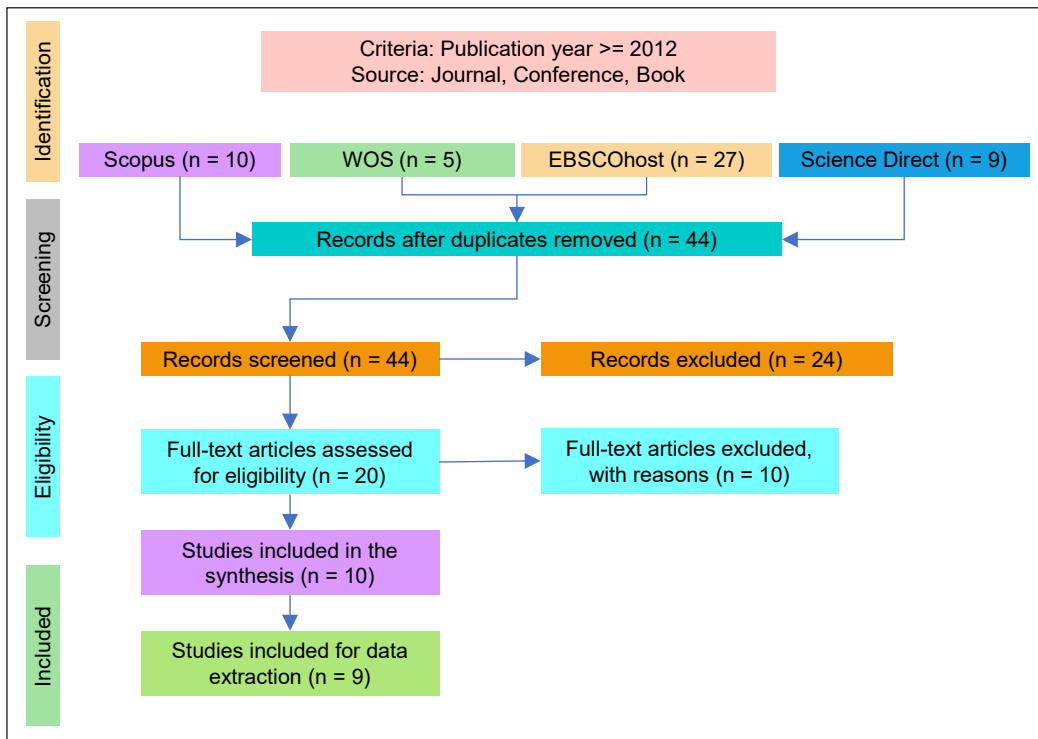 Identification
Criteria: Publication year >= 2012
Source: Journal, Conference, Book
Scopus (n = 10)
WOS (n = 5)
EBSCOhost (n = 27)
Science Direct (n = 9)
Screening
Records after duplicates removed (n = 44)
Records screened (n = 44)
Records excluded (n = 24)
Eligibility
Full-text articles assessed
for eligibility (n = 20)
Full-text articles excluded,
with reasons (n = 10)
Studies included in the
synthesis (n = 10)
Included
Studies included for data
extraction (n = 9)